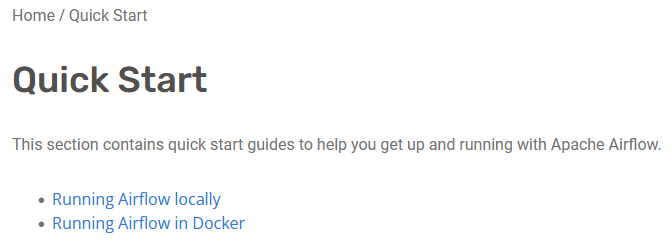 Home / Quick Start
Quick Start
This section contains quick start guides to help you get up and running with Apache Airflow.
• Running Airflow locally
• Running Airflow in Docker